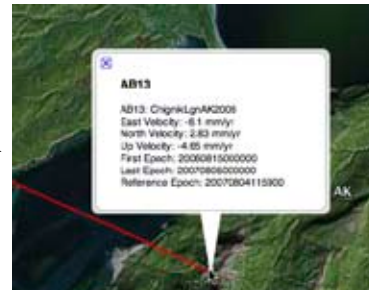 AB13
AB13: ChignikLgnAK2006
East Velocity: -6.1 mm/yr
North Velocity: 2.83 mm/yr
Up Velocity: -4.65 mm/yr
First Epoch: 20060815000000
Last Epoch: 20070806000000
Reference Epoch: 20070804115900
AK